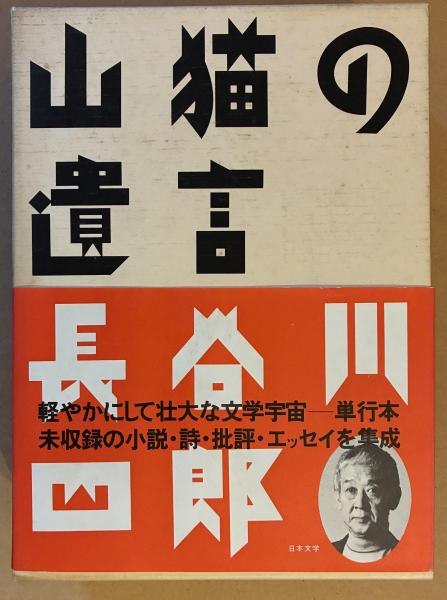 山猫の
遺言
長谷川
四郎
軽やかにして壮大な文学宇宙──単行本
未収録の小説・詩・批評・エッセイを集成
日本文学